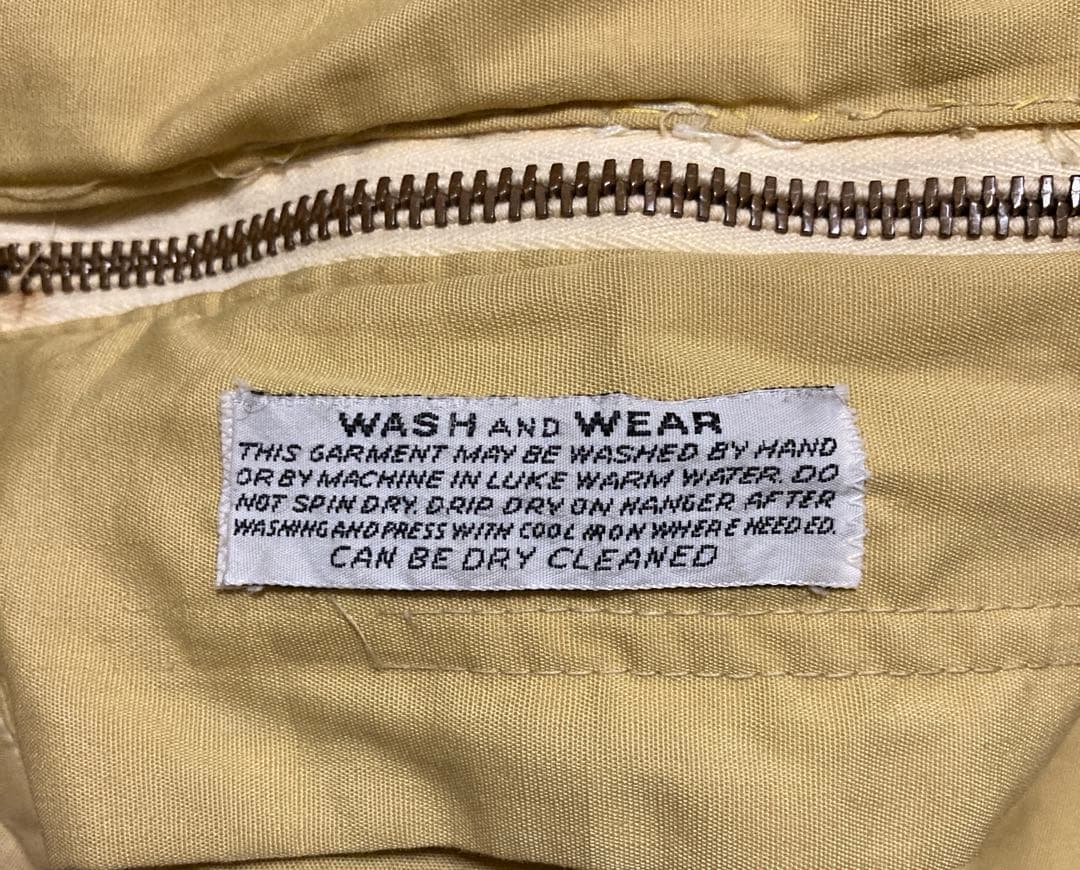 WASH AND WEAR
THIS GARMENT MAY BE WASHED BY HAND
OR BY MACHINE IN LUKE WARM WATER. DO
NOT SPIN DRY. DRIP DRY ON HANGER AFTER
WASHING AND PRESS WITH COOL IRON WHERE NEEDED.
CAN BE DRY CLEANED